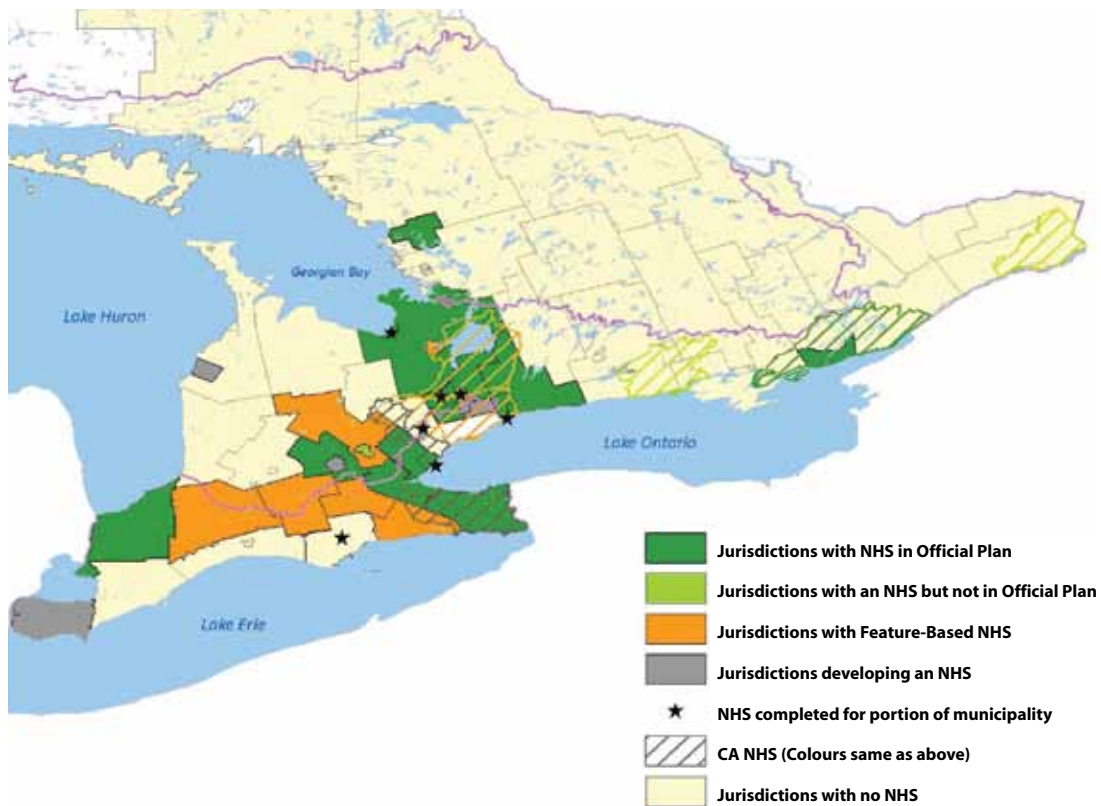 Georgian Bay
Lake Huron
Lake Ontario
Lake Erie
Jurisdictions with NHS in Official Plan
Jurisdictions with an NHS but not in Official Plan
Jurisdictions with Feature-Based NHS
Jurisdictions developing an NHS
NHS completed for portion of municipality
CA NHS (Colours same as above)
Jurisdictions with no NHS